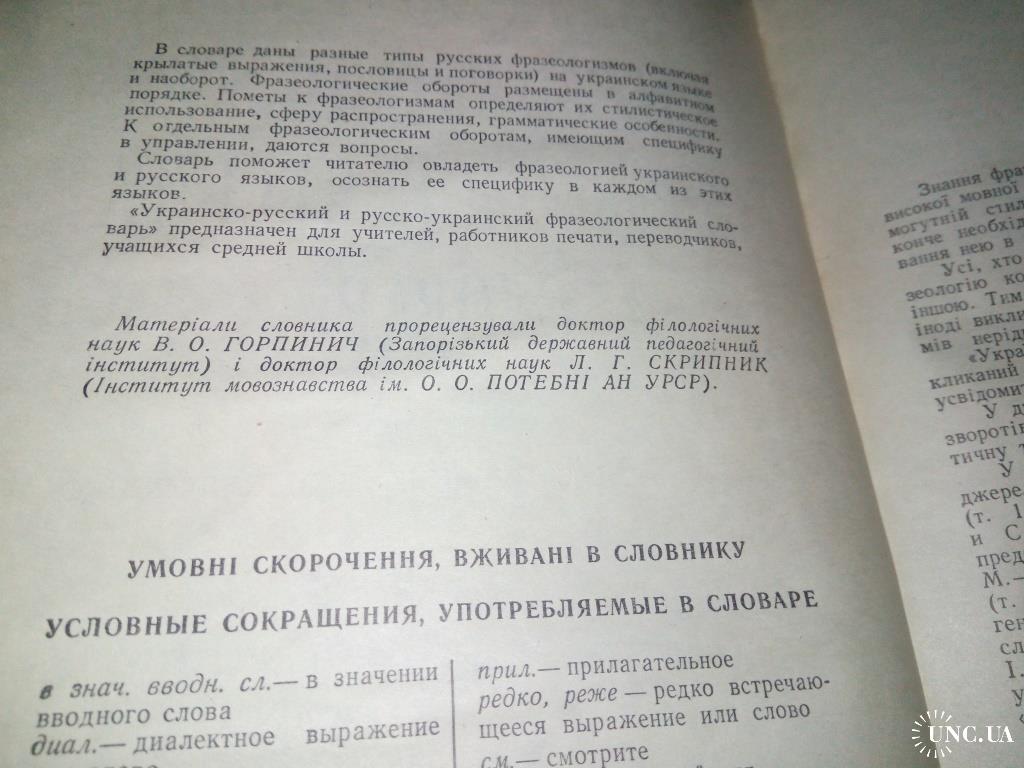 В словаре даны разные типы русских фразеологизмов (включая
крылатые выражения, пословицы и поговорки) на украинском языке
и наоборот. Фразеологические обороты размещены в алфавитном
порядке. Пометы к фразеологизмам определяют их стилистическое
использование, сферу распространения, грамматические особенности.
К отдельным фразеологическим оборотам, имеющим специфику
в управлении, даются вопросы.
Словарь поможет читателю овладеть фразеологией украинского
и русского языков, осознать ее специфику в каждом из этих
языков.
«Украинско-русский и русско-украинский фразеологический сло-
варь» предназначен для учителей, работников печати, переводчиков,
учащихся средней школы.
Матеріали словника прорецензували доктор філологічних
наук В. О. ГОРПИНИЧ (Запорізький державний педагогічний
інститут) і доктор філологічних наук Л. Г. СКРИПНИК
(Інститут мовознавства ім. О. О. ПОТЕБНІ АН УРСР).
УМОВНІ СКОРОЧЕННЯ, ВЖИВАНІ В СЛОВНИКУ
УСЛОВНЫЕ СОКРАЩЕНИЯ, УПОТРЕБЛЯЕМЫЕ В СЛОВАРЕ
в знач. вводн. сл.— в значении
вводного слова
диал.— диалектное выражение
прил.— прилагательное
редко, реже — редко встречаю-
щееся выражение или слово
см.— смотрите
Знання фра
високої мовної
могутній стил
конче необхід
вання нею в
Усі, хто
зеологію ко
іншою. Тим
іноді викли
мів нерід
«Укра
кликаний
усвідомит
У д
зворотів
тичну т
У
джере
(т. 1
и С
пред
М.—
(т.
ген
сл
І.
у
UNC.UA